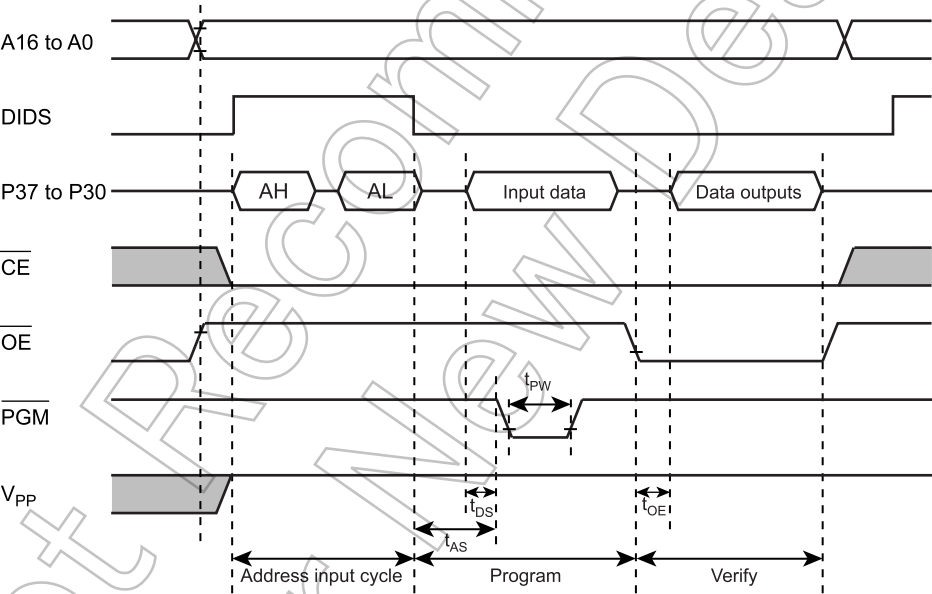 A16 to A0
DIDS
P37 to P30
AH
AL
Input data
Data outputs
CE
OE
PGM
tPW
VPP
tDS
tOE
tAS
Address input cycle
Program
Verify